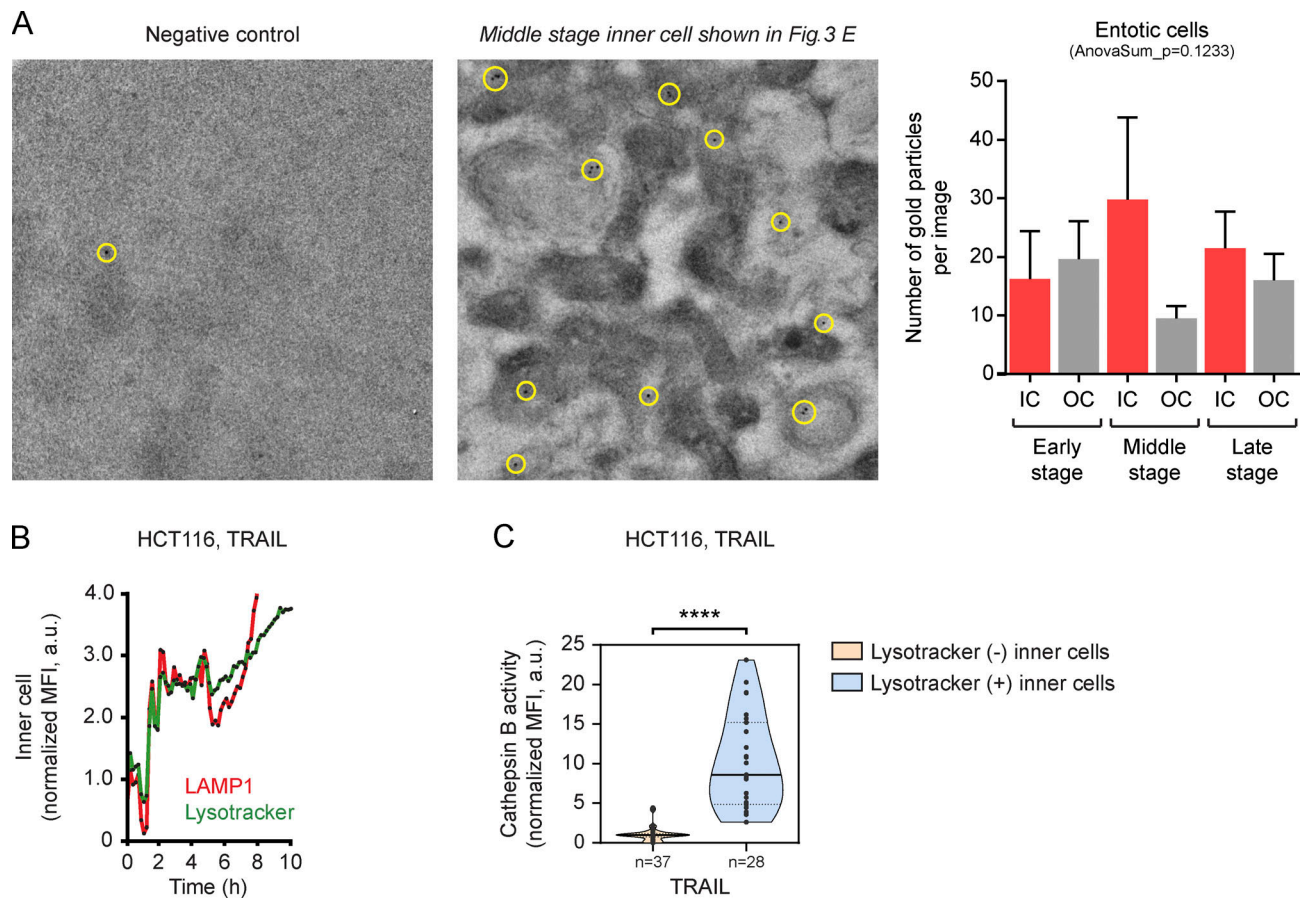 A
Negative control
Middle stage inner cell shown in Fig.3 E
Entotic cells
(AnovaSum_p=0.1233)
Number of gold particles
per image
50
40
30
20
10
0
IC OC IC OC IC OC
Early
stage
Middle
stage
Late
stage
B
HCT116, TRAIL
Inner cell
(normalized MFI, a.u.)
4.0
3.0
2.0
1.0
0
LAMP1
Lysotracker
0 2 4 6 8 10
Time (h)
C
HCT116, TRAIL
****
Cathepsin B activity
(normalized MFI, a.u.)
25
20
15
10
5
0
n=37 n=28
TRAIL
Lysotracker (-) inner cells
Lysotracker (+) inner cells